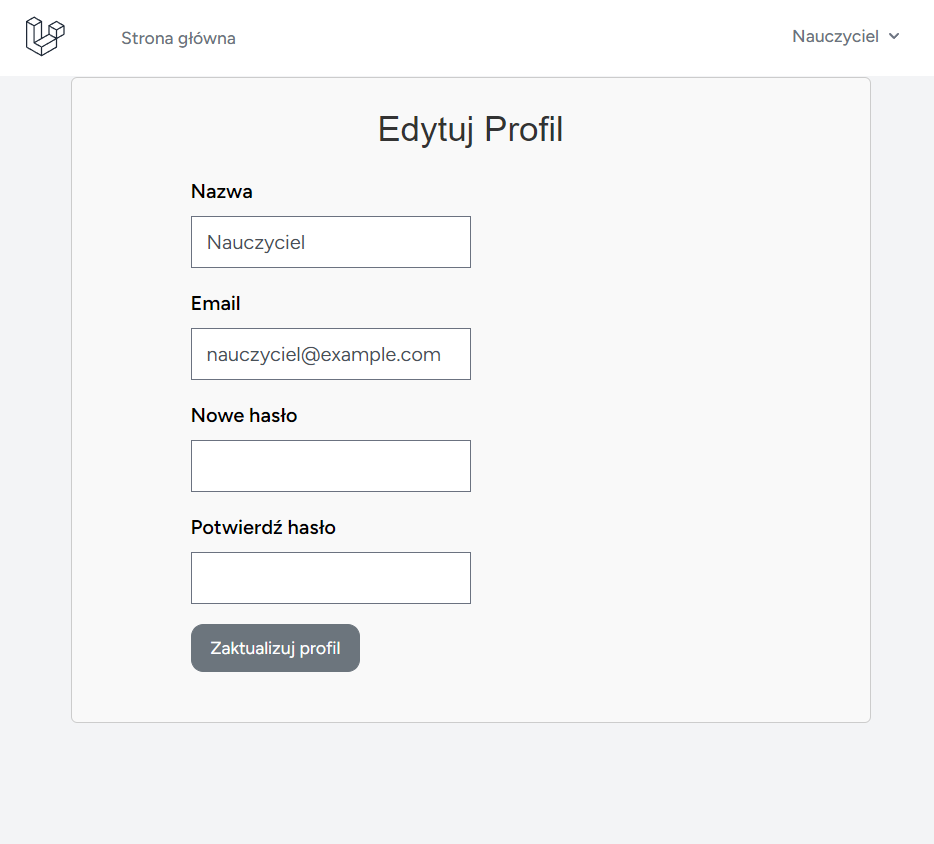 Strona główna
Nauczyciel
Edytuj Profil
Nazwa
Nauczyciel
Email
nauczyciel@example.com
Nowe hasło
Potwierdź hasło
Zaktualizuj profil